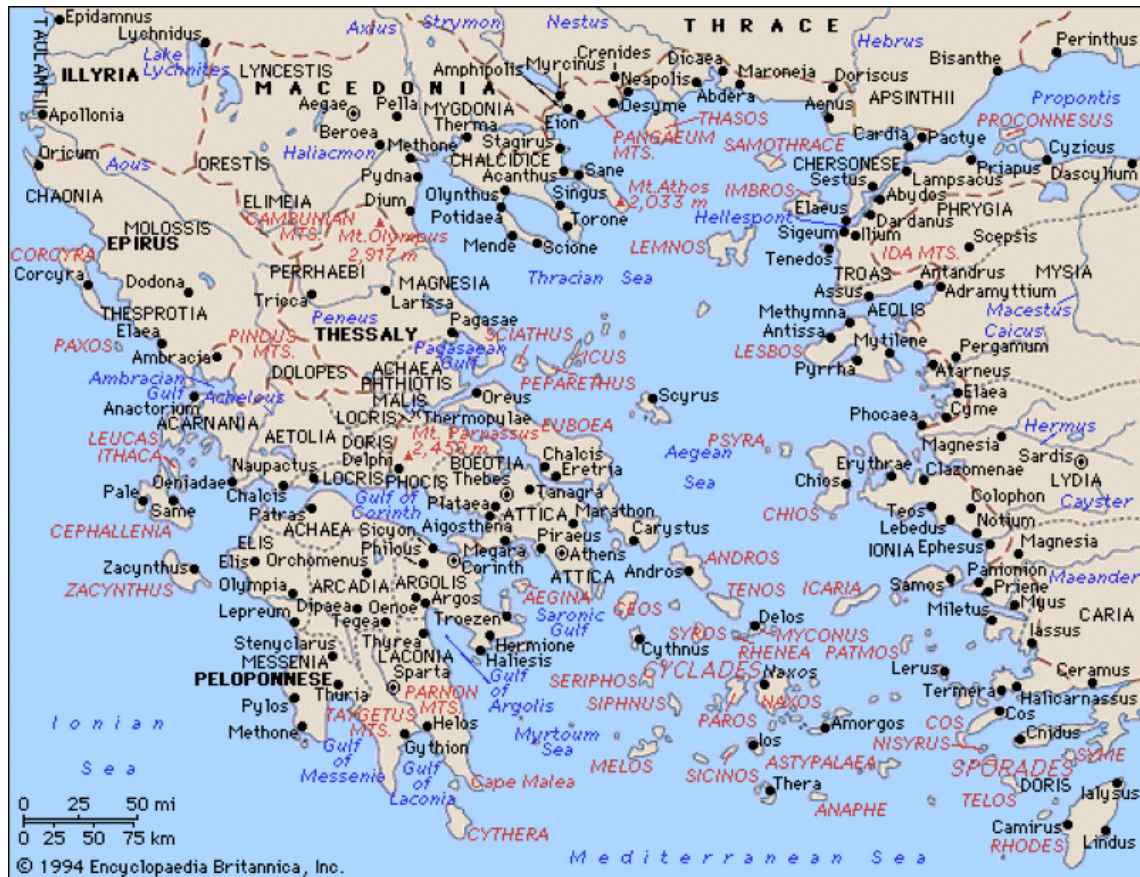 Epidamnus
Lychnidus
TAULANTII
Lake
Lychnites
ILLYRIA
Apollonia
Oricum
Aous
CHAONIA
Axius
Strymon
Nestus
THRACE
Hebrus
Perinthus
Bisanthe
LYNCESTIS
MACEDONIA
Aegae
Pella
Beroea
Haliacmon
Methone
ORESTIS
ELIMEIA
Pydna
Dium
CAMBUNIAN
MTS.
Mt. Olympus
2,917 m
Amphipolis
Myrcinus
Crenides
Neapolis
Dicaea
Maroneia
Doriscus
Abdera
Oesyme
Aenus
APSINTHII
Propontis
PROCONNESUS
MYGDONIA
Therma
Eion
Stagirus
PANGAEUM
MTS.
THASOS
SAMOTHRACE
Cardia
Pactye
Cyzicus
CHALCIDICE
Acanthus
Sane
Olynthus
Singus
Mt. Athos
2,033 m
Potidaea
Torone
Mende
Scione
CHERSONESE
Sestus
Priapus
Lampsacus
Dascylium
IMBROS
Abydos
Elaeus
Dardanus
PHRYGIA
Hellespont
Sigeum
Ilium
Scepsis
LEMNOS
IDA MTS.
Tenedos
Thracian Sea
MOLOSSI
EPIRUS
CORCYRA
Corcyra
Dodona
THESPROTIA
Elaea
PAXOS
Ambracia
PINDUS
MTS.
PERRHAEBI
Tricca
MAGNESIA
Larissa
Peneus
THESSALY
Pagasae
Pagasaean
Gulf
SCIATHUS
ICUS
PEPARETHUS
TROAS
Assus
Antandrus
Adramyttium
MYSIA
AEOLIS
Macestus
Caicus
Methymna
Antissa
LESBOS
Mytilene
Pyrrha
Pergamum
Atarneus
Elaea
Cyme
Phocaea
Ambracian
Gulf
Achelous
Anactorium
ACARNANIA
DOLOPES
ACHAEA
PHTHIOTIS
MALIS
LOCRIS
Thermopylae
Oreus
Scyrus
AETOLIA
DORIS
Mt. Parnassus
2,459 m
EUBOEA
PSYRA
Aegean
Sea
Magnesia
Hermus
Sardis
LYDIA
LEUCAS
ITHACA
Naupactus
Delphi
LOCRIS
PHOCIS
BOEOTIA
Thebes
Chalcis
Eretria
Tanagra
Erythrae
Clazomenae
Chios
CHIOS
Colophon
Cayster
Teos
Notium
Lebedus
IONIA
Ephesus
Magnesia
Oeniadae
Pale
Same
Chalcis
Gulf of
Corinth
Plataea
ATTICA
Marathon
Patras
CEPHALLENIA
ACHAEA
Sicyon
Aigosthena
Piraeus
Carystus
ELIS
Phlious
Megara
Athens
Corinth
ATTICA
Zacynthus
ZACYNTHUS
Elis
Orchomenus
ARCADIA
ARGOLIS
Olympia
Argos
AEGINA
Andros
ANDROS
TENOS
ICARIA
Samos
Panionion
Priene
Maeander
Myus
Miletus
CARIA
Iassus
Lepreum
Dipaea
Oenoe
Troezen
Saronic
Gulf
CEOS
Tegea
Hermione
Stenyclarus
Thyrea
Haliesis
MESSENIA
LACONIA
Cythnus
SYROS
Delos
MYCONUS
RHENEA
PATMOS
CYCLADES
Lerus
Ceramus
PELOPONNESE
Sparta
Gulf
of
Argolis
SERIPHOS
Naxos
NAXOS
Termera
Halicarnassus
Thuria
PARNON
MTS.
SIPHNUS
PAROS
Amorgos
COS
Cos
Pylos
TAYGETUS
MTS.
Helos
Methone
Gythion
Myrtoum
Sea
Ios
NISYRUS
Cnidus
SYME
Ionian
Sea
Gulf
of
Messenia
Gulf
of
Laconia
Cape Malea
MELOS
SICINOS
ASTYPALAEA
SPORADES
DORIS
Thera
ANAPHE
TELOS
Ialysus
CYTHERA
Camirus
Lindus
RHODES
0 25 50 mi
0 25 50 75 km
Mediterranean Sea
© 1994 Encyclopaedia Britannica, Inc.